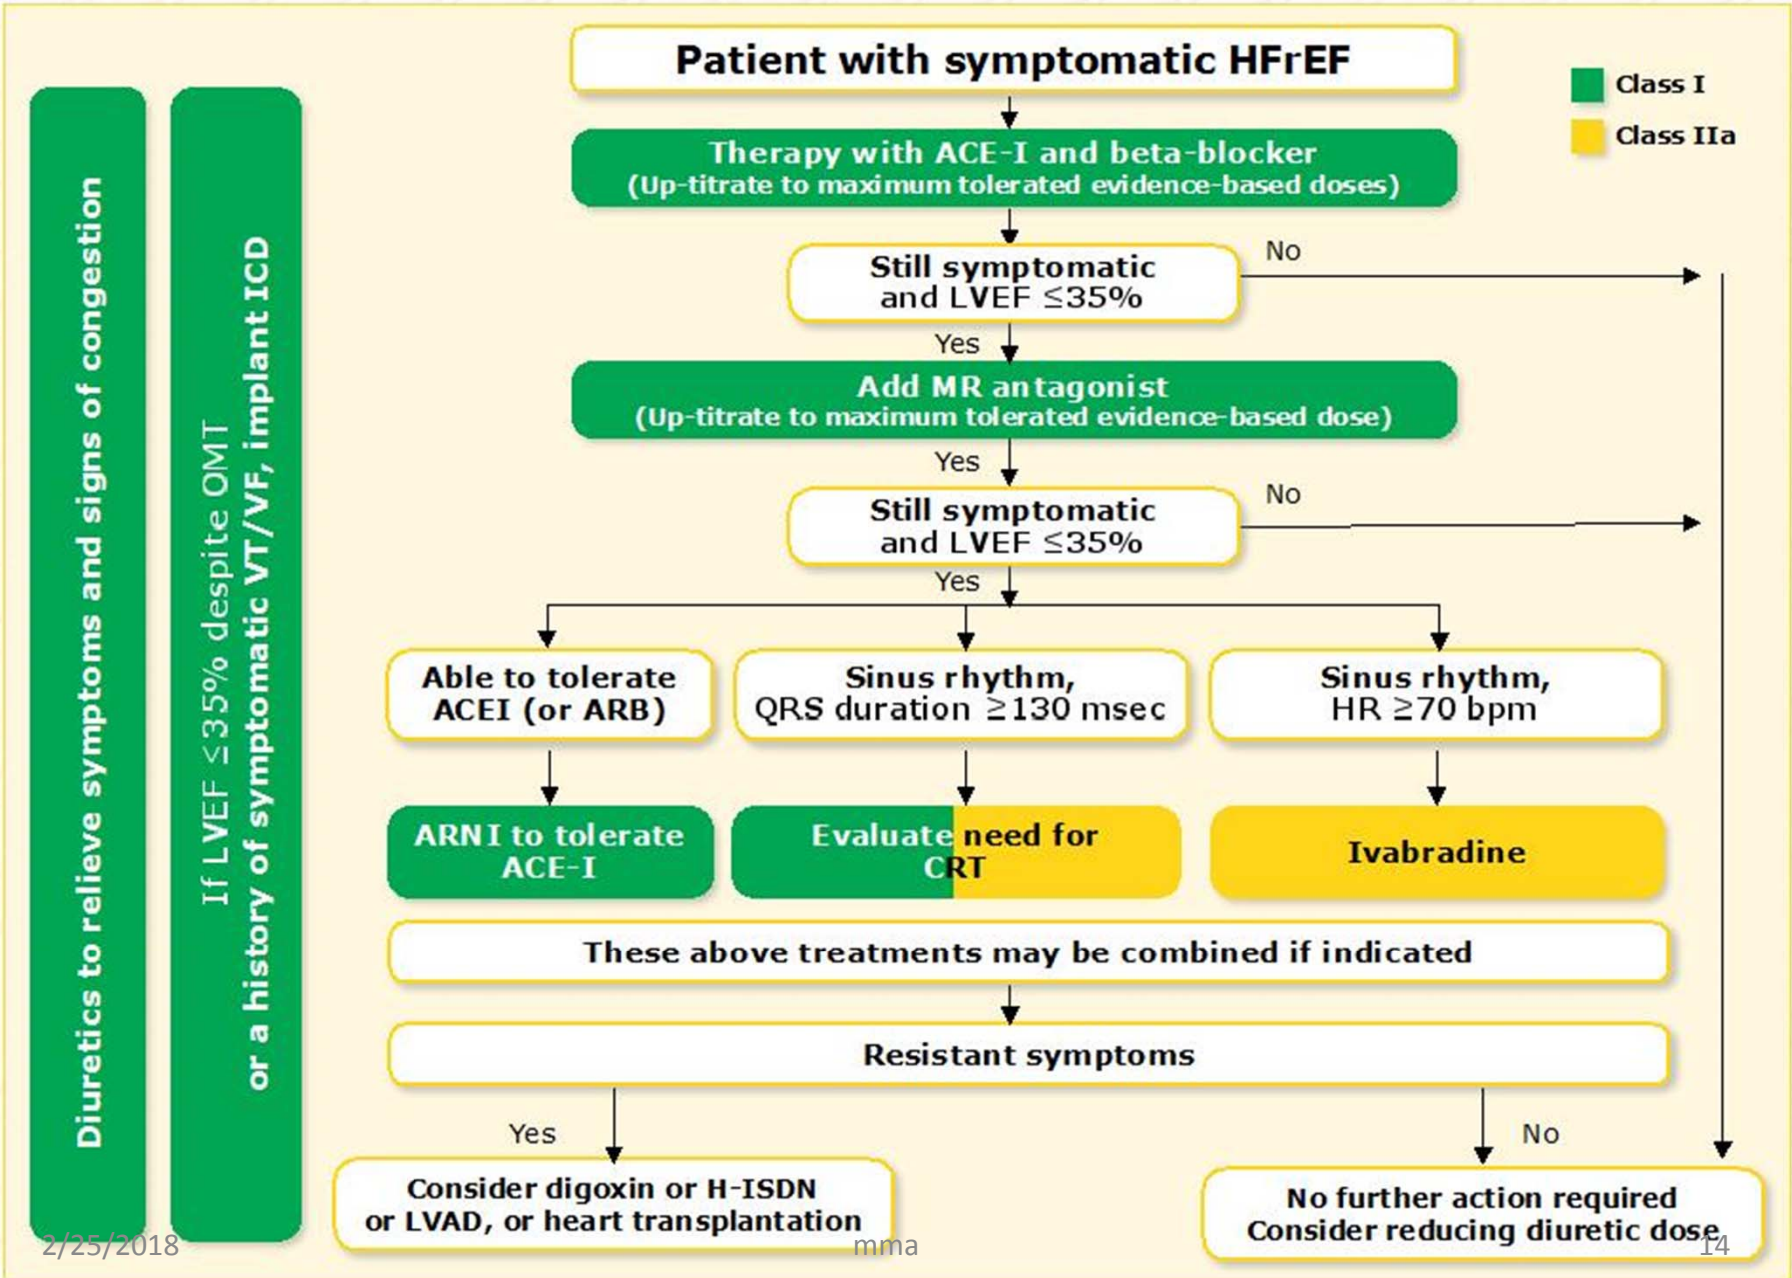 Patient with symptomatic HFrEF
Class I
Class IIa
Therapy with ACE-I and beta-blocker
(Up-titrate to maximum tolerated evidence-based doses)
Still symptomatic
and LVEF ≤35%
No
Yes
Add MR antagonist
(Up-titrate to maximum tolerated evidence-based dose)
Yes
Still symptomatic
and LVEF ≤35%
No
Yes
Able to tolerate
ACEI (or ARB)
Sinus rhythm,
QRS duration ≥130 msec
Sinus rhythm,
HR ≥70 bpm
ARNI to tolerate
ACE-I
Evaluate need for
CRT
Ivabradine
These above treatments may be combined if indicated
Resistant symptoms
Yes
No
Consider digoxin or H-ISDN
or LVAD, or heart transplantation
No further action required
Consider reducing diuretic dose
Diuretics to relieve symptoms and signs of congestion
If LVEF ≤35% despite OMT
or a history of symptomatic VT/VF, implant ICD
2/25/2018
mma
14